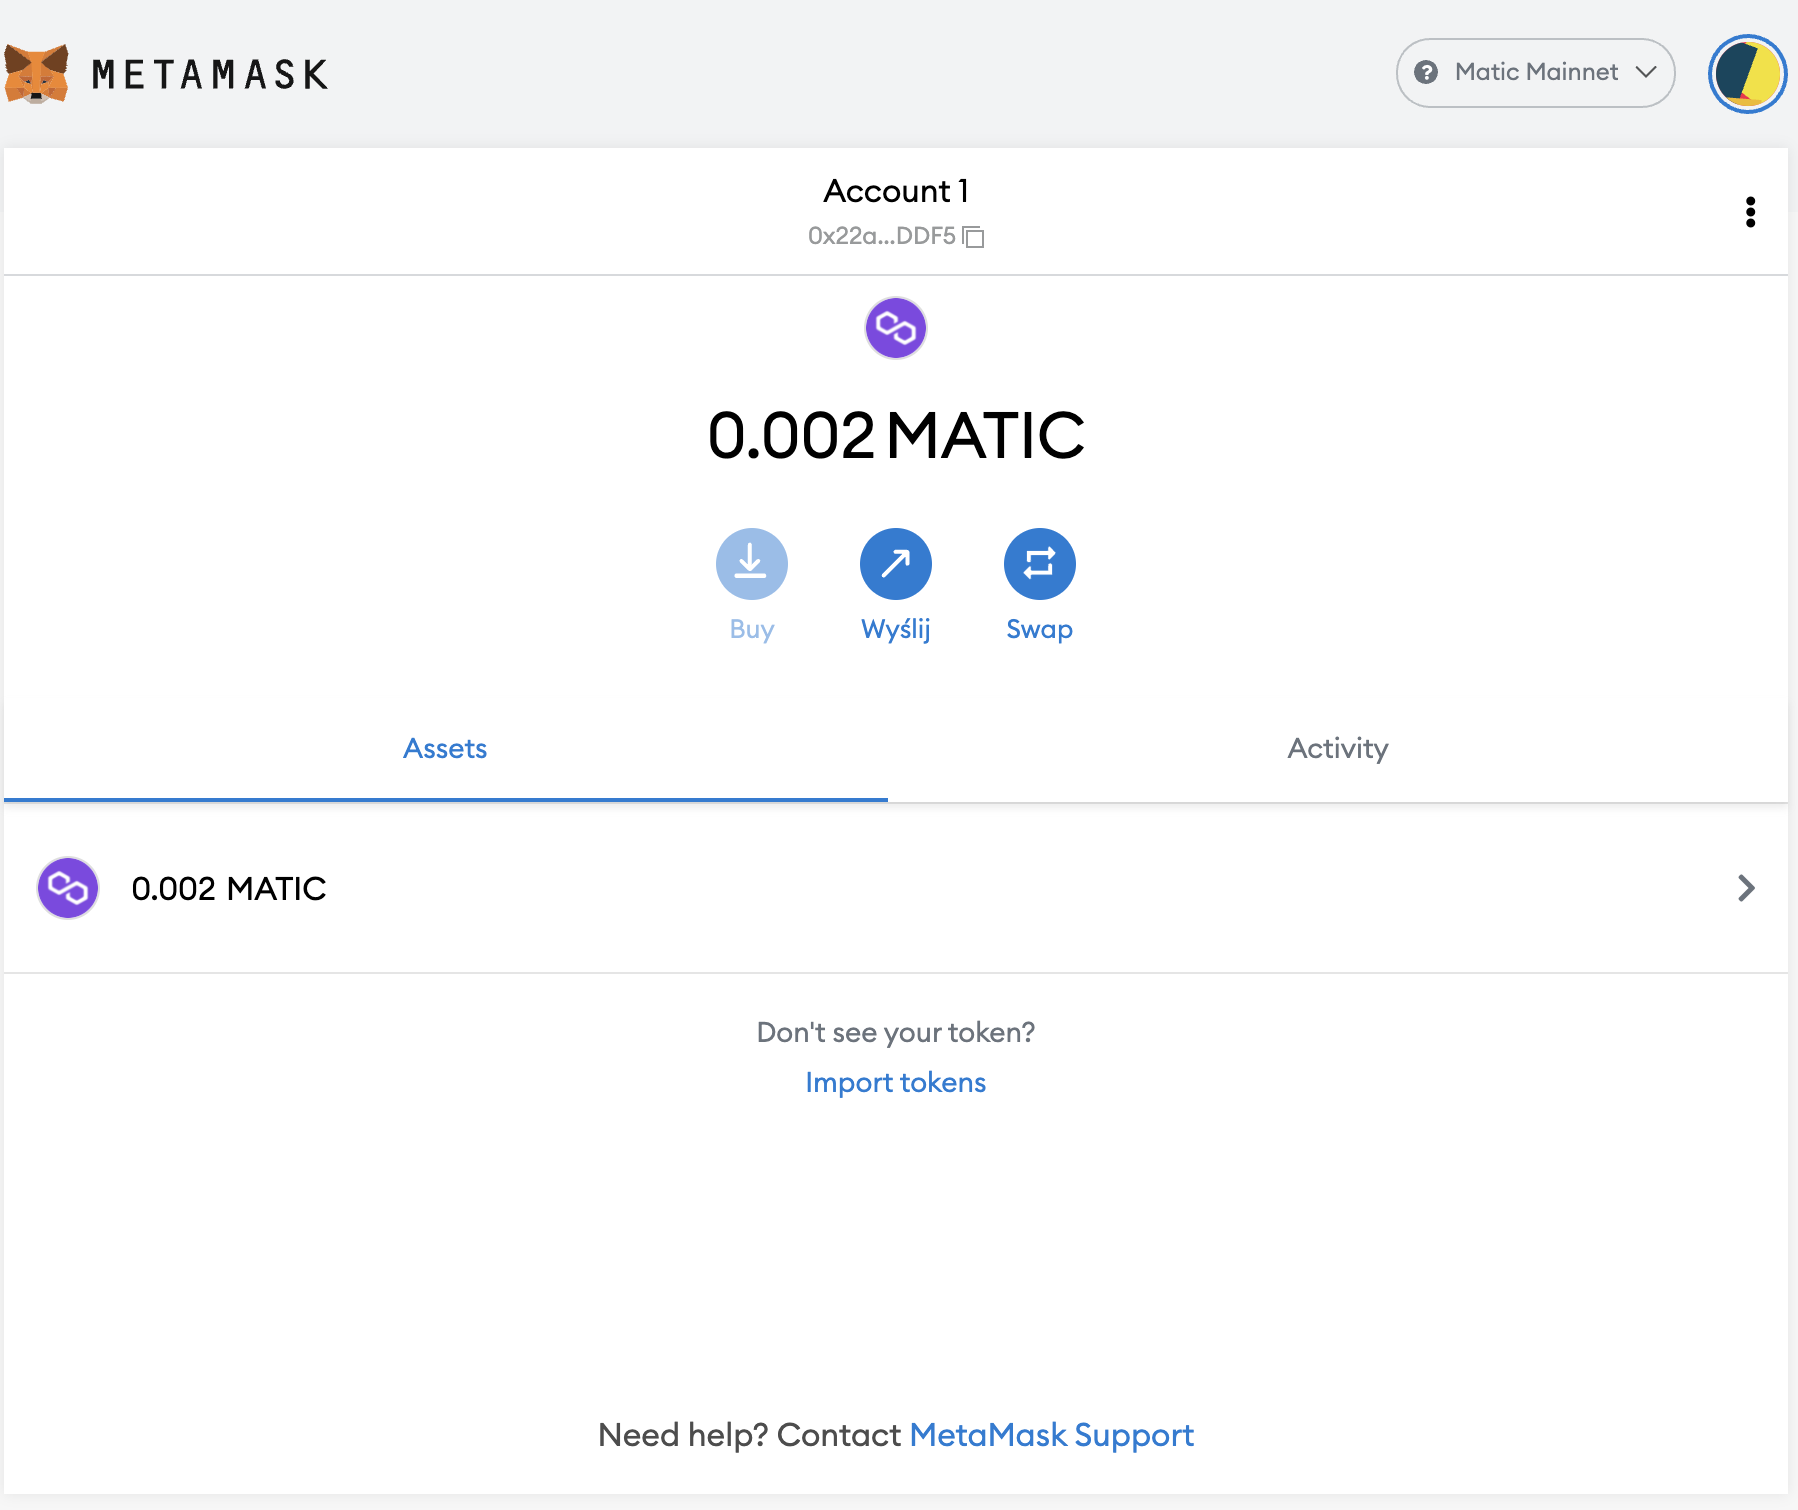 METAMASK
Matic Mainnet
Account 1
0x22a...DDF5
0.002 MATIC
Buy
Wyślij
Swap
Assets
Activity
0.002 MATIC
Don't see your token?
Import tokens
Need help? Contact MetaMask Support